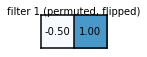 filter 1 (permuted, flipped)
-0.50 1.00